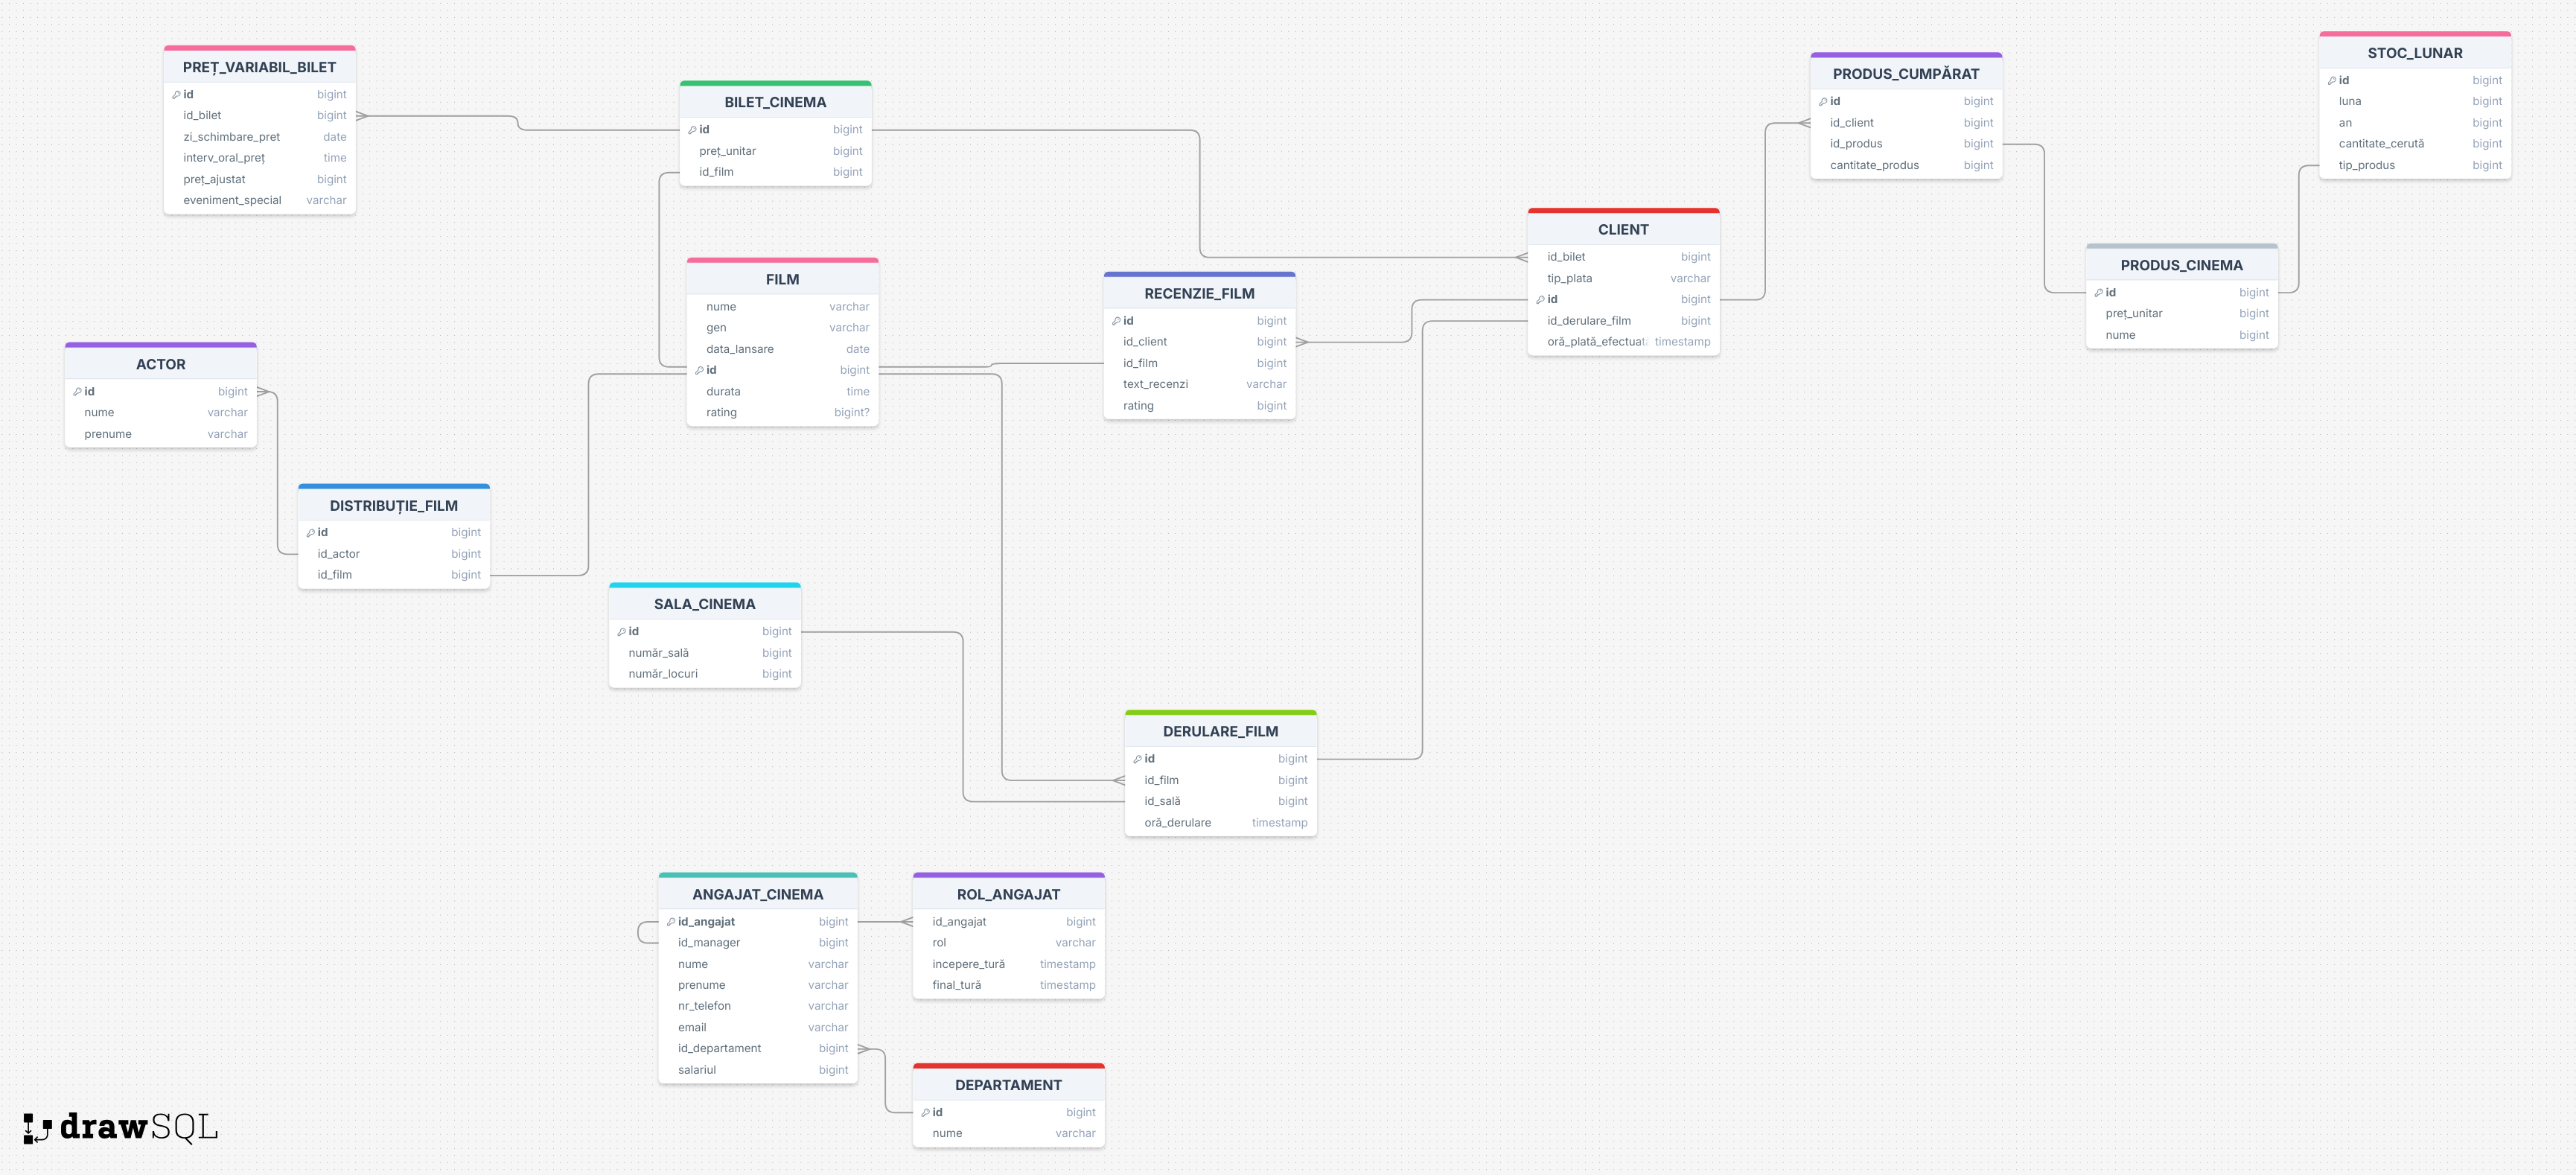 PREȚ_VARIABIL_BILET
id bigint
id_bilet bigint
zi_schimbare_pret date
interv_oral_preț time
preț_ajustat bigint
eveniment_special varchar
BILET_CINEMA
id bigint
preț_unitar bigint
id_film bigint
PRODUS_CUMPĂRAT
id bigint
id_client bigint
id_produs bigint
cantitate_produs bigint
STOC_LUNAR
id bigint
luna bigint
an bigint
cantitate_cerută bigint
tip_produs bigint
CLIENT
id_bilet bigint
tip_plata varchar
id bigint
id_derulare_film bigint
oră_plată_efectuat timestamp
PRODUS_CINEMA
id bigint
preț_unitar bigint
nume bigint
FILM
nume varchar
gen varchar
data_lansare date
id bigint
durata time
rating bigint?
RECENZIE_FILM
id bigint
id_client bigint
id_film bigint
text_recenzi varchar
rating bigint
ACTOR
id bigint
nume varchar
prenume varchar
DISTRIBUȚIE_FILM
id bigint
id_actor bigint
id_film bigint
SALA_CINEMA
id bigint
număr_sală bigint
număr_locuri bigint
DERULARE_FILM
id bigint
id_film bigint
id_sală bigint
oră_derulare timestamp
ANGAJAT_CINEMA
id_angajat bigint
id_manager bigint
nume varchar
prenume varchar
nr_telefon varchar
email varchar
id_departament bigint
salariul bigint
ROL_ANGAJAT
id_angajat bigint
rol varchar
incepere_tură timestamp
final_tură timestamp
DEPARTAMENT
id bigint
nume varchar
drawSQL